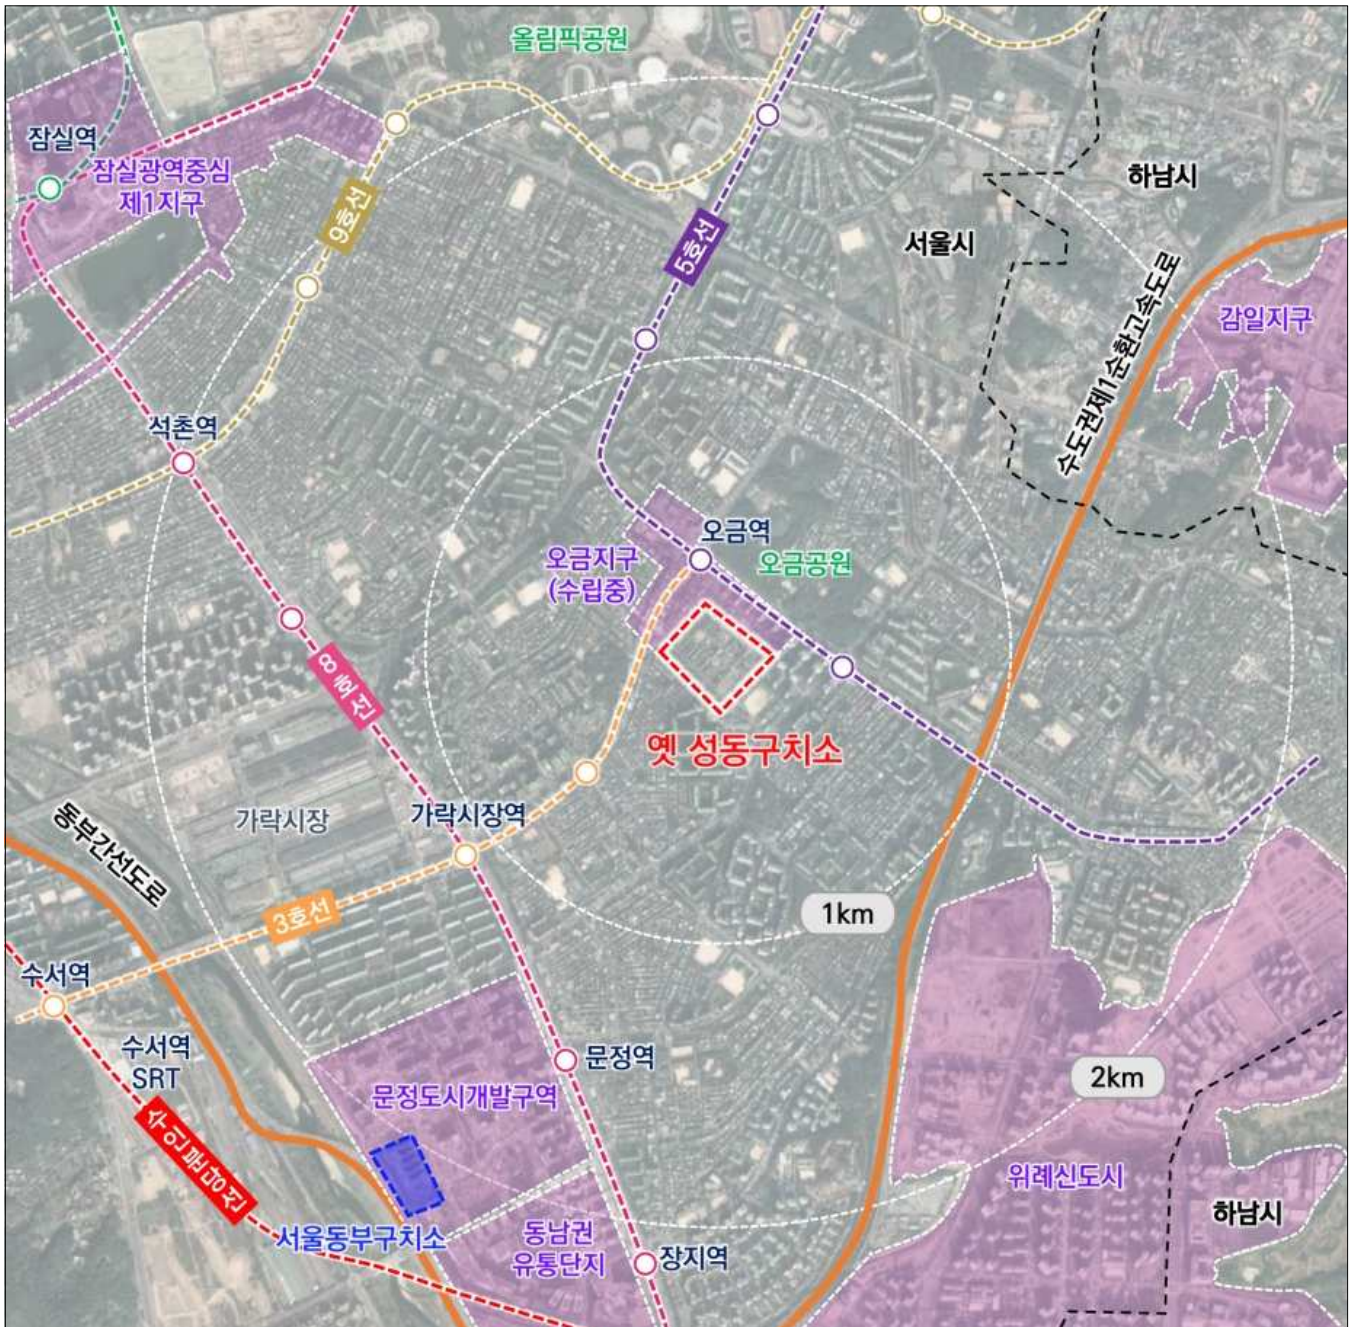 올림픽공원
잠실역
잠실광역중심
제1지구
9호선
5호선
하남시
서울시
수도권제1순환고속도로
감일지구
석촌역
오금역
오금지구
(수립중)
오금공원
8호선
옛 성동구치소
가락시장역
가락시장
동부간선도로
3호선
1km
수서역
수서역
SRT
문정역
2km
문정도시개발구역
수인분당선
위례신도시
하남시
서울동부구치소
동남권
유통단지
장지역